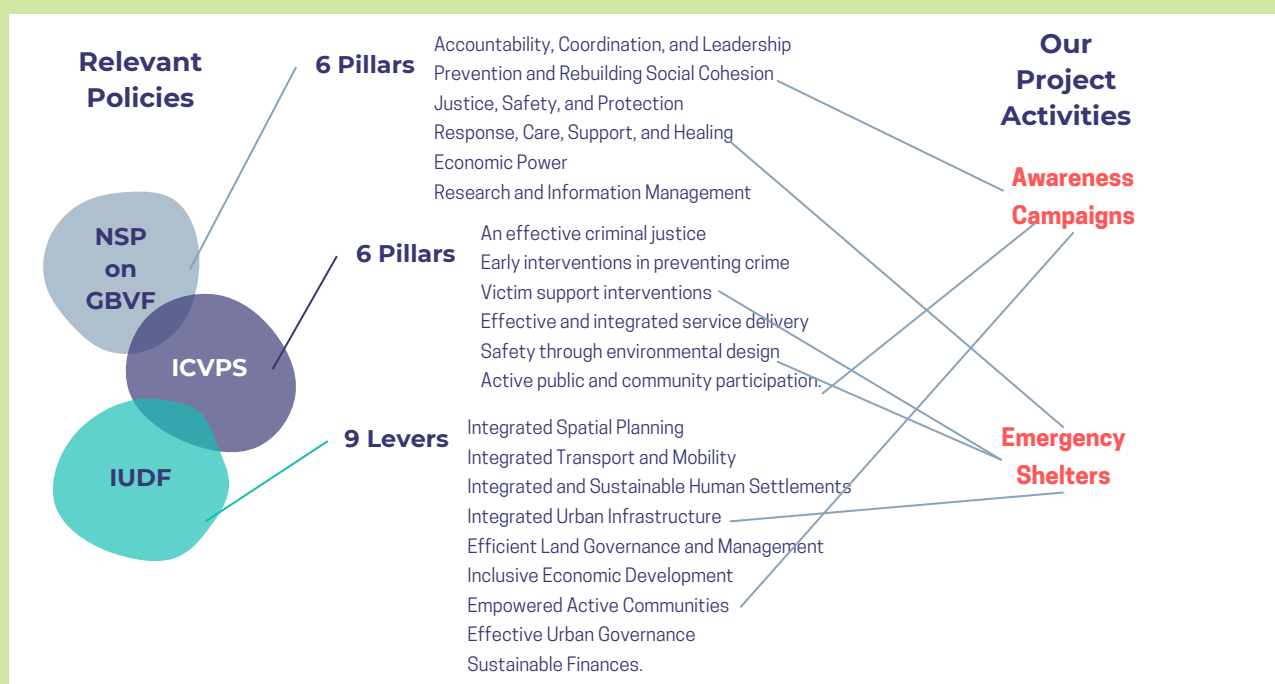 Relevant
Policies
NSP
on
GBVF
ICVPS
IUDF
6 Pillars
Accountability, Coordination, and Leadership
Prevention and Rebuilding Social Cohesion
Justice, Safety, and Protection
Response, Care, Support, and Healing
Economic Power
Research and Information Management
6 Pillars
An effective criminal justice
Early interventions in preventing crime
Victim support interventions
Effective and integrated service delivery
Safety through environmental design
Active public and community participation.
9 Levers
Integrated Spatial Planning
Integrated Transport and Mobility
Integrated and Sustainable Human Settlements
Integrated Urban Infrastructure
Efficient Land Governance and Management
Inclusive Economic Development
Empowered Active Communities
Effective Urban Governance
Sustainable Finances.
Our
Project
Activities
Awareness
Campaigns
Emergency
Shelters